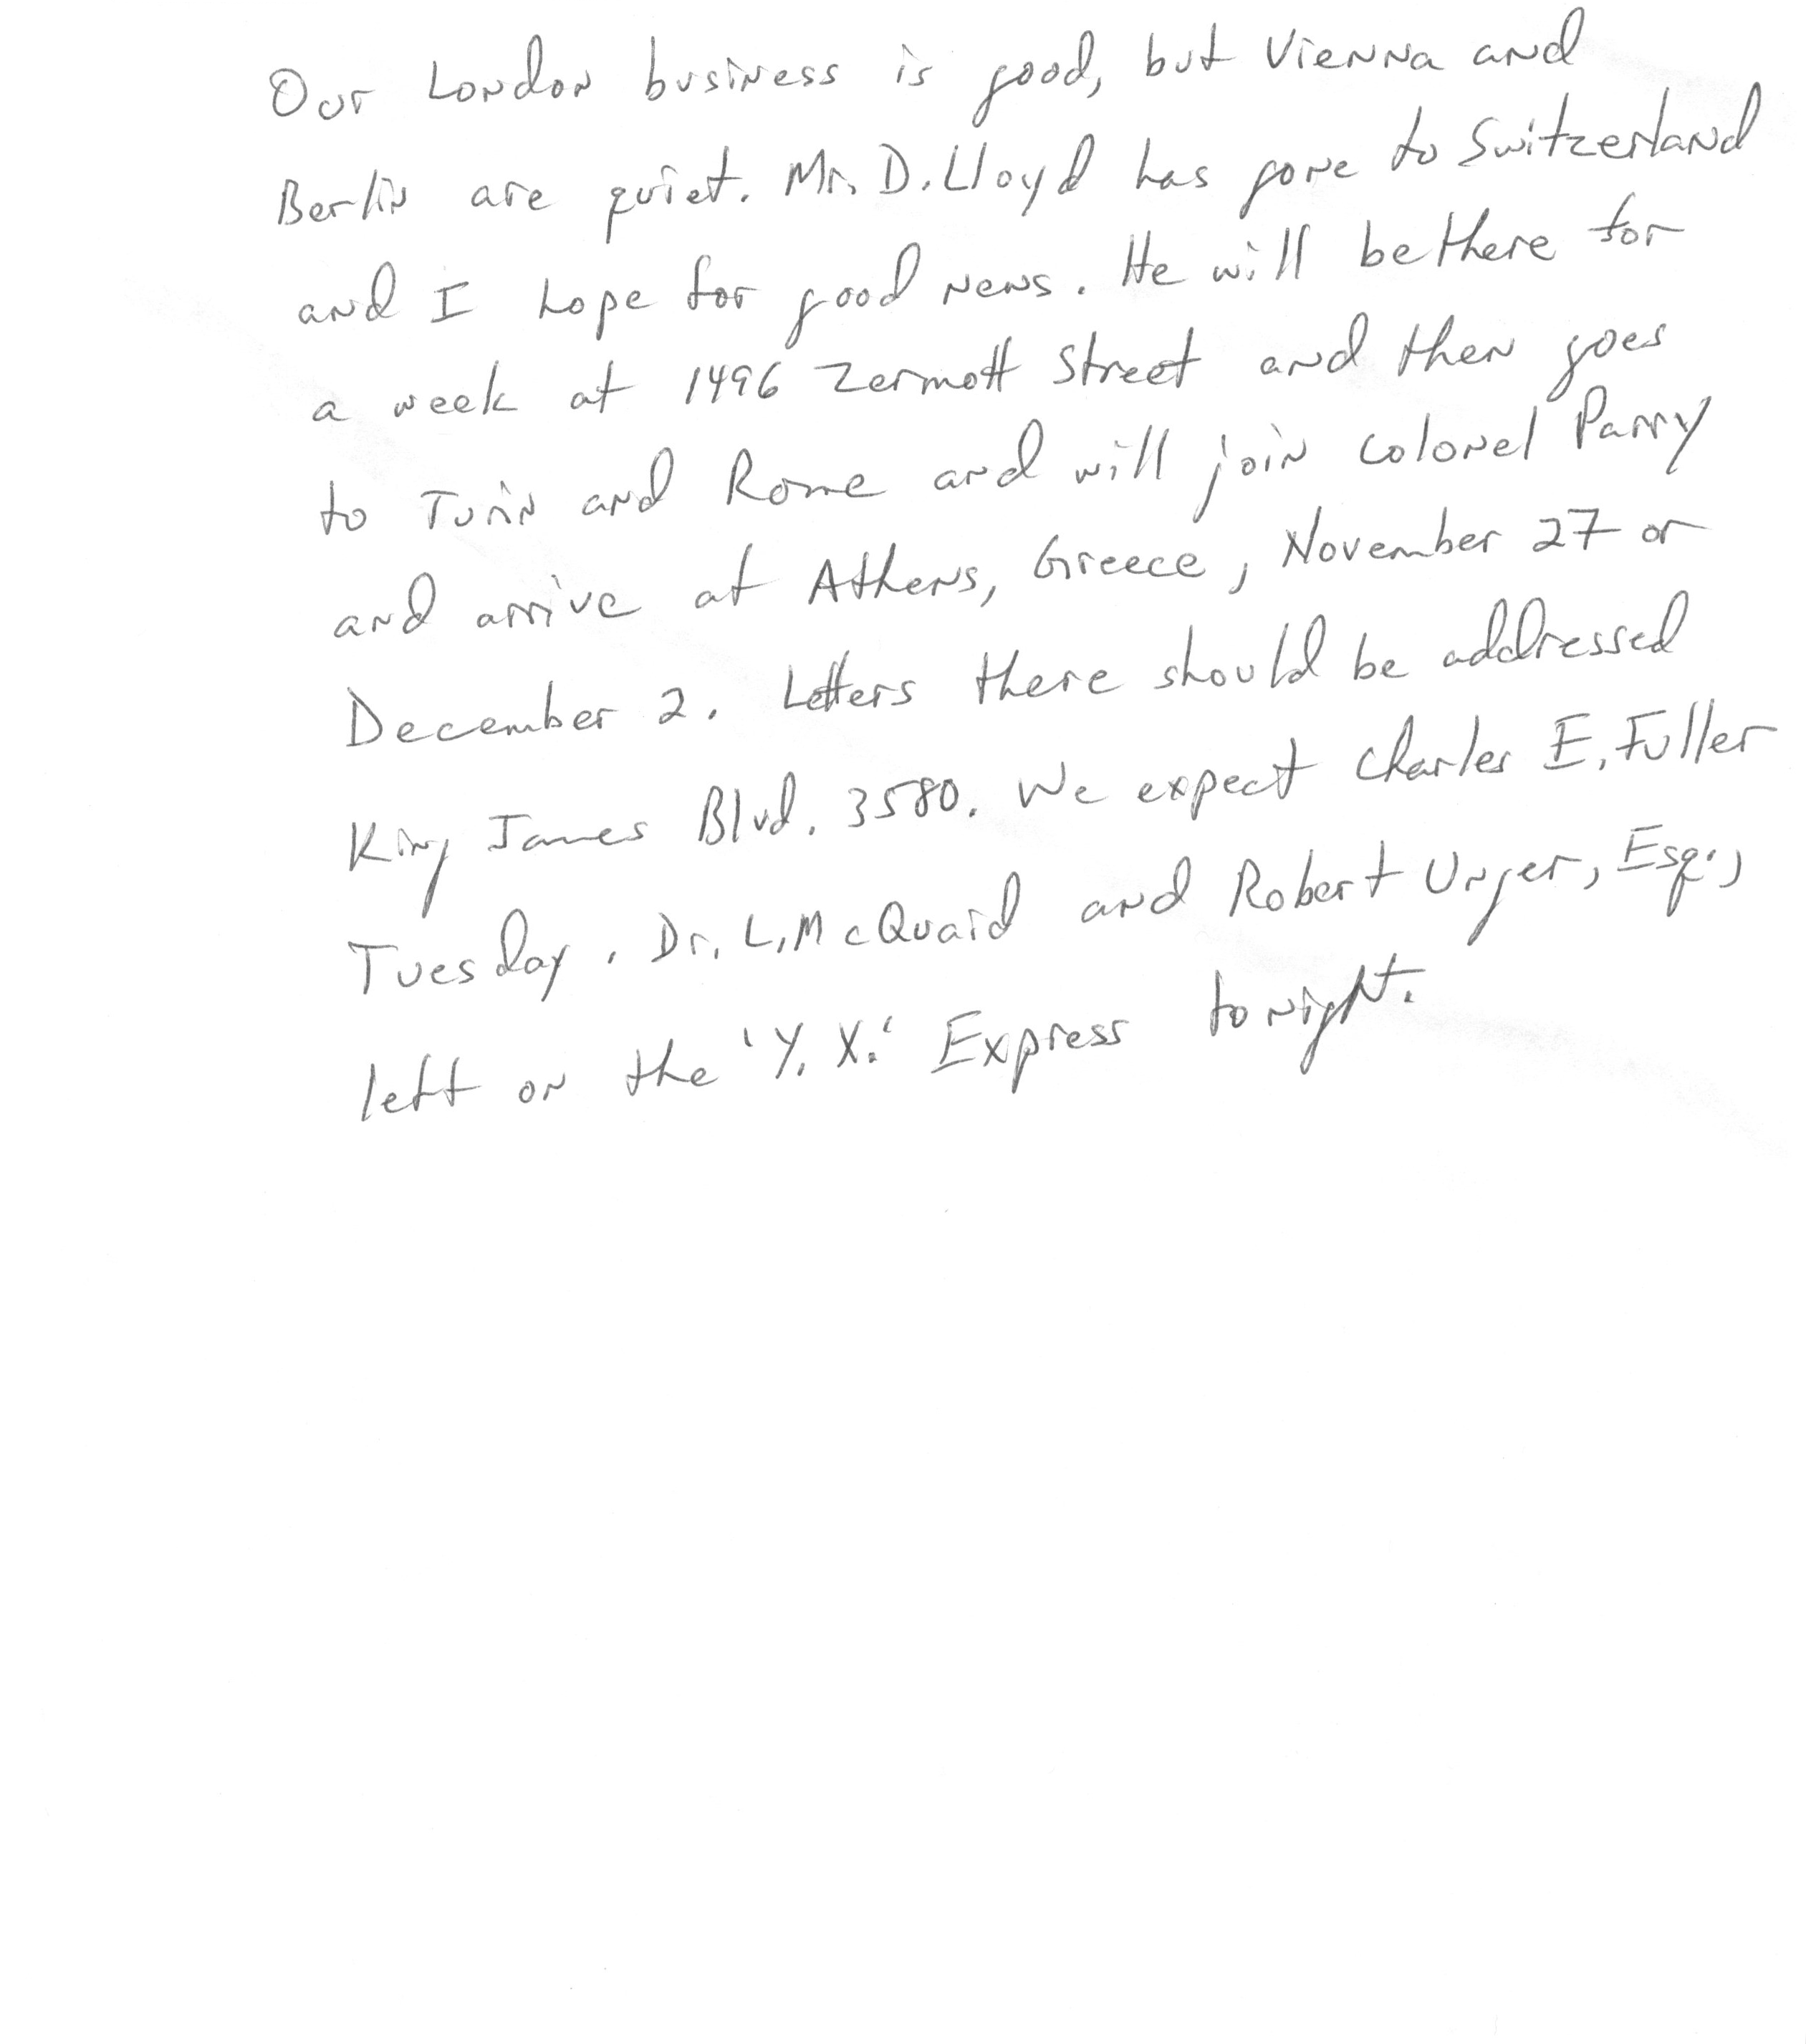 Our London business is good, but Vienna and
Berlin are quiet. Mr. D. Lloyd has gone to Switzerland
and I hope for good news. He will be there for
a week at 1496 Zermott Street and then goes
to Turin and Rome and will join Colonel Parry
and arrive at Athens, Greece, November 27 or
December 2. Letters there should be addressed
King James Blvd. 3580. We expect Charles E. Fuller
Tuesday. Dr. L. McQuaid and Robert Unger, Esq.,
left on the 'Y. X.' Express tonight.